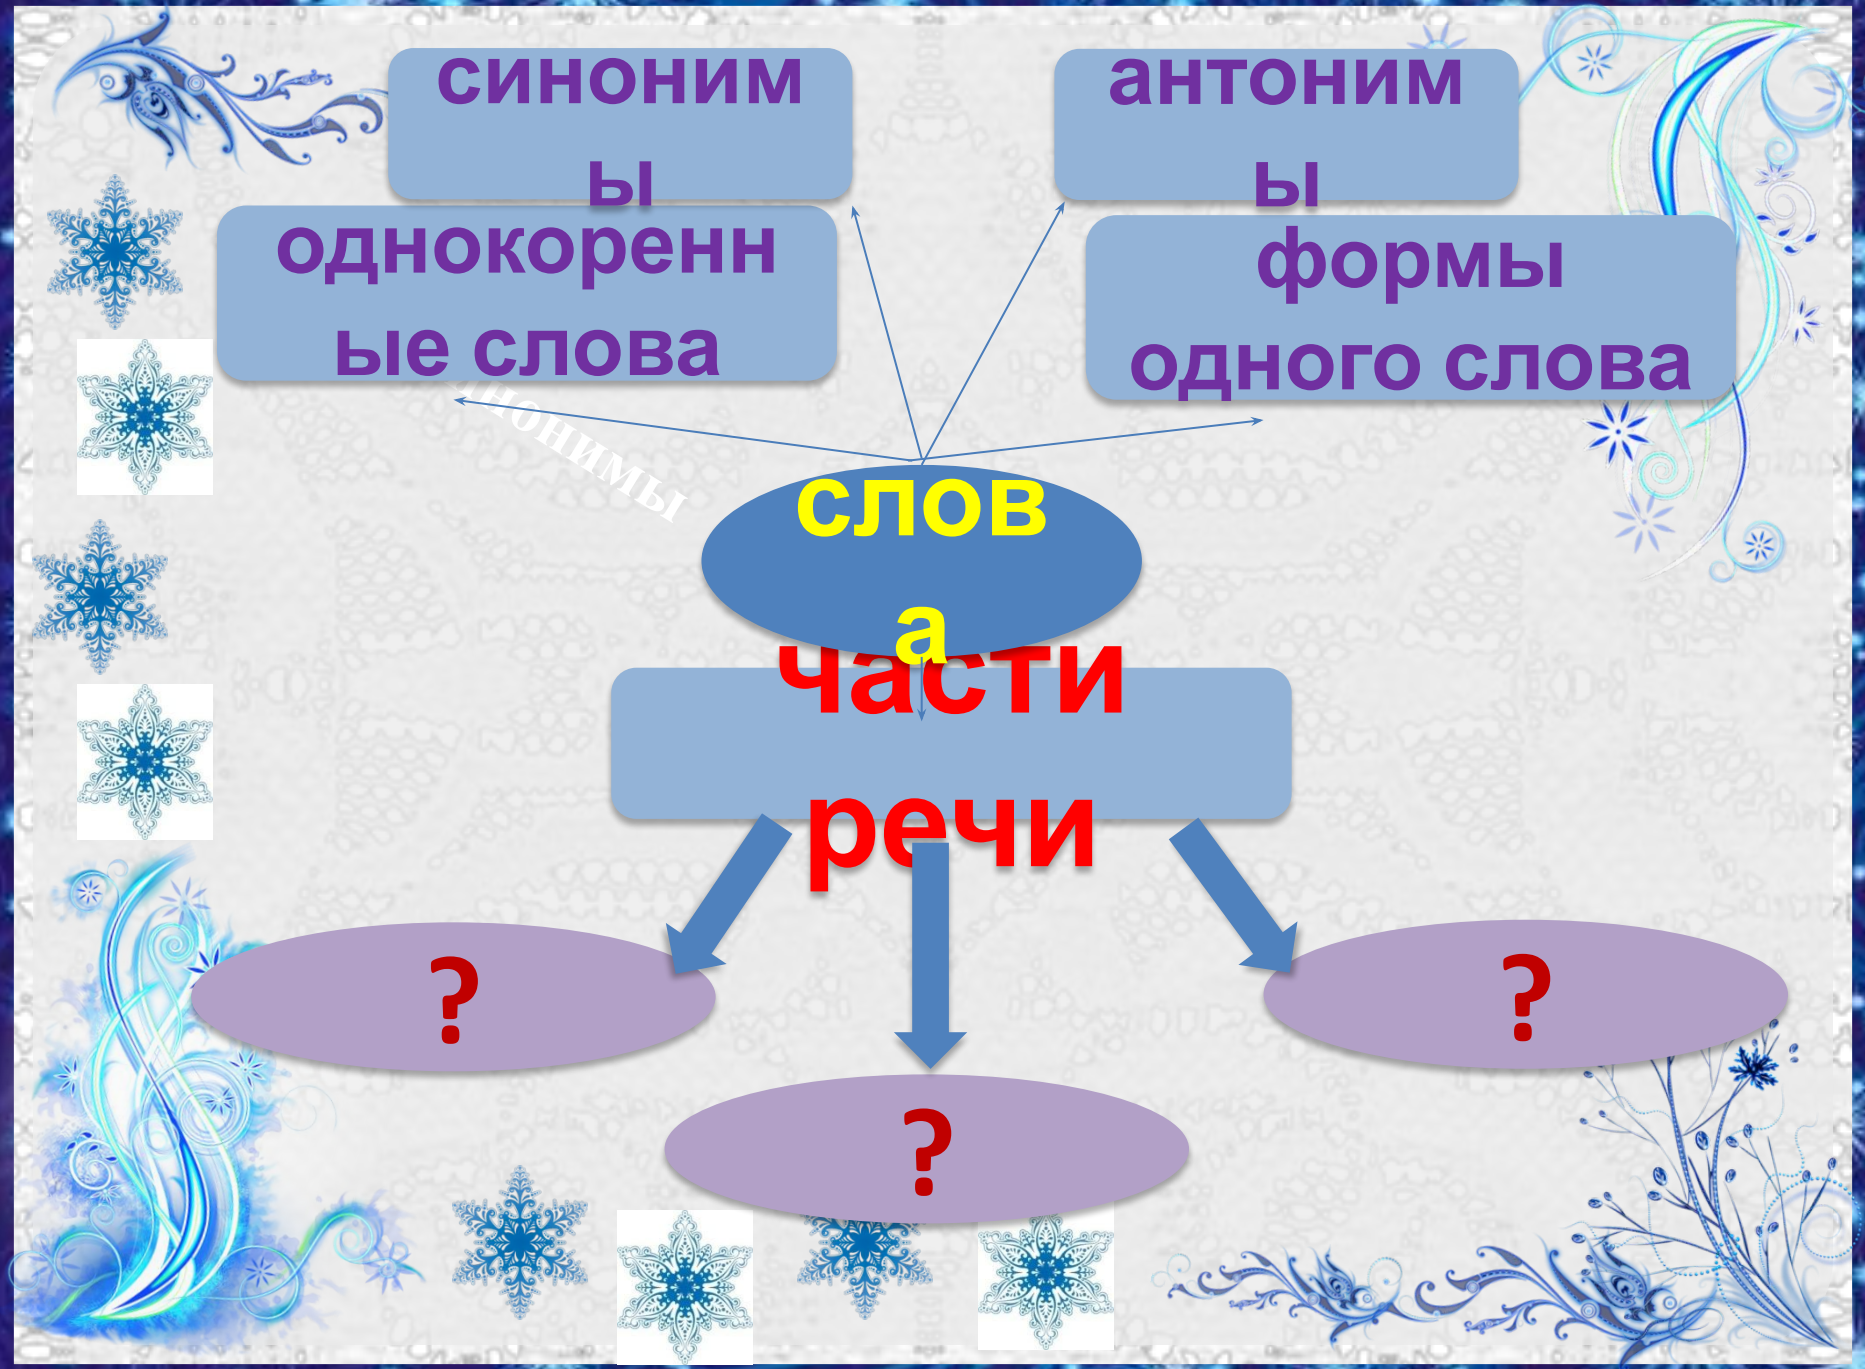 синоним
ы
антоним
ы
однокоренн
ые слова
формы
одного слова
слов
а
части
речи
?
?
?